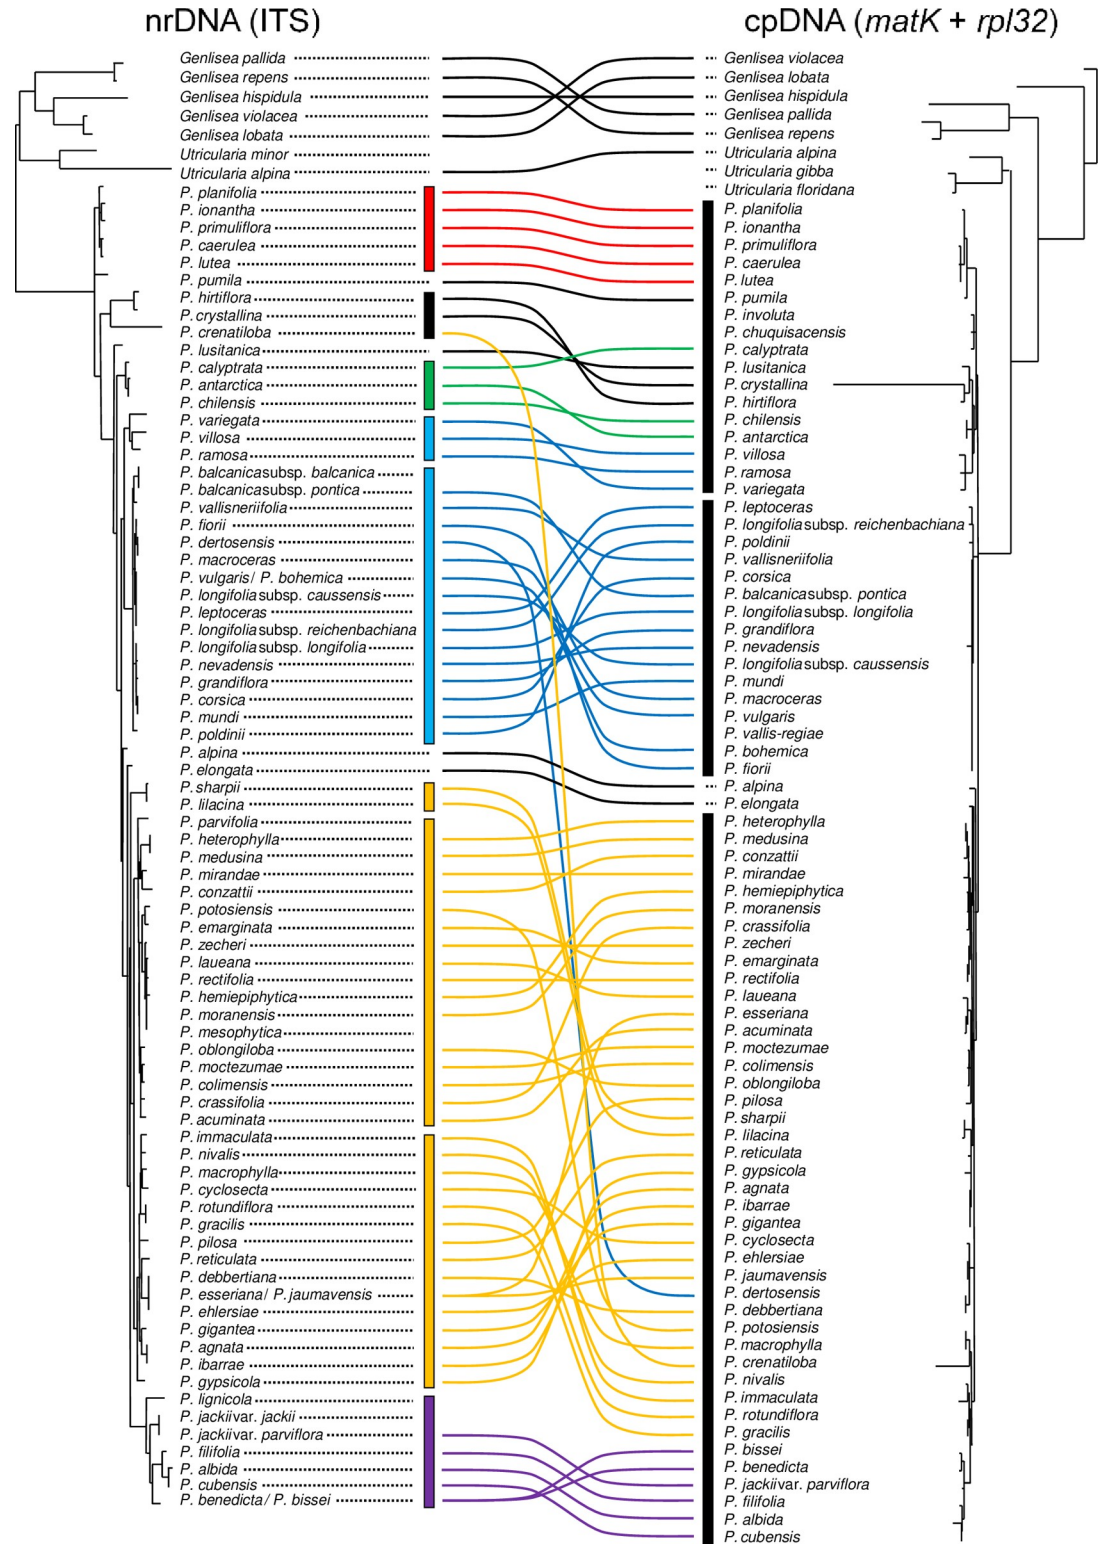 nrDNA (ITS)
Genlisea pallida
Genlisea repens
Genlisea hispidula
Genlisea violacea
Genlisea lobata
Utricularia minor
Utricularia alpina
P. planifolia
P. ionantha
P. primuliflora
P. caerulea
P. lutea
P. pumila
P. hirtiflora
P. crystallina
P. crenatiloba
P. lusitanica
P. calyptrata
P. antarctica
P. chilensis
P. variegata
P. villosa
P. ramosa
P. balcanica subsp. balcanica
P. balcanica subsp. pontica
P. vallisneriifolia
P. fiorii
P. dertosensis
P. macroceras
P. vulgaris / P. bohemica
P. longifolia subsp. caussensis
P. leptoceras
P. longifolia subsp. reichenbachiana
P. longifolia subsp. longifolia
P. nevadensis
P. grandiflora
P. corsica
P. mundi
P. poldinii
P. alpina
P. elongata
P. sharpii
P. lilacina
P. parvifolia
P. heterophylla
P. medusina
P. mirandae
P. conzattii
P. potosiensis
P. emarginata
P. zecheri
P. laueana
P. rectifolia
P. hemiepiphytica
P. moranensis
P. mesophytica
P. oblongiloba
P. moctezumae
P. colimensis
P. crassifolia
P. acuminata
P. immaculata
P. nivalis
P. macrophylla
P. cyclosecta
P. rotundiflora
P. gracilis
P. pilosa
P. reticulata
P. debbertiana
P. esseriana / P. jaumavensis
P. ehlersiae
P. gigantea
P. agnata
P. ibarrae
P. gypsicola
P. lignicola
P. jackii var. jackii
P. jackii var. parviflora
P. filifolia
P. albida
P. cubensis
P. benedicta / P. bissei
cpDNA (matK + rpl32)
Genlisea violacea
Genlisea lobata
Genlisea hispidula
Genlisea pallida
Genlisea repens
Utricularia alpina
Utricularia gibba
Utricularia floridana
P. planifolia
P. ionantha
P. primuliflora
P. caerulea
P. lutea
P. pumila
P. involuta
P. chuquisacensis
P. calyptrata
P. lusitanica
P. crystallina
P. hirtiflora
P. chilensis
P. antarctica
P. villosa
P. ramosa
P. variegata
P. leptoceras
P. longifolia subsp. reichenbachiana
P. poldinii
P. vallisneriifolia
P. corsica
P. balcanica subsp. pontica
P. longifolia subsp. longifolia
P. grandiflora
P. nevadensis
P. longifolia subsp. caussensis
P. mundi
P. macroceras
P. vulgaris
P. vallis-regiae
P. bohemica
P. fiorii
P. alpina
P. elongata
P. heterophylla
P. medusina
P. conzattii
P. mirandae
P. hemiepiphytica
P. moranensis
P. crassifolia
P. zecheri
P. emarginata
P. rectifolia
P. laueana
P. esseriana
P. acuminata
P. moctezumae
P. colimensis
P. oblongiloba
P. pilosa
P. sharpii
P. lilacina
P. reticulata
P. gypsicola
P. agnata
P. ibarrae
P. gigantea
P. cyclosecta
P. ehlersiae
P. jaumavensis
P. dertosensis
P. debbertiana
P. potosiensis
P. macrophylla
P. crenatiloba
P. nivalis
P. immaculata
P. rotundiflora
P. gracilis
P. bissei
P. benedicta
P. jackii var. parviflora
P. filifolia
P. albida
P. cubensis